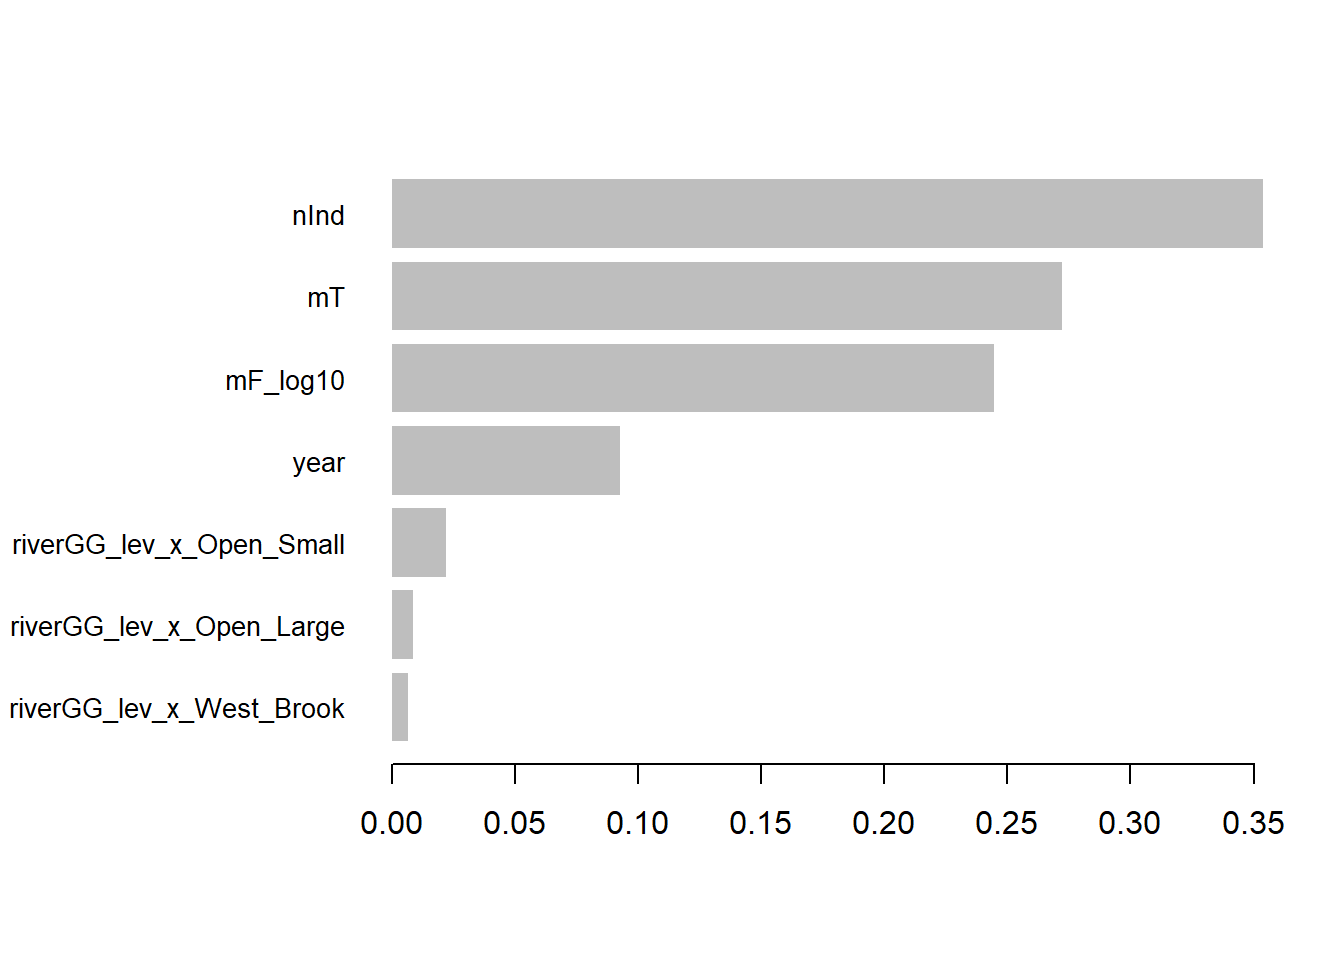 nInd
mT
mF_log10
year
riverGG_lev_x_Open_Small
riverGG_lev_x_Open_Large
riverGG_lev_x_West_Brook
0.00 0.05 0.10 0.15 0.20 0.25 0.30 0.35